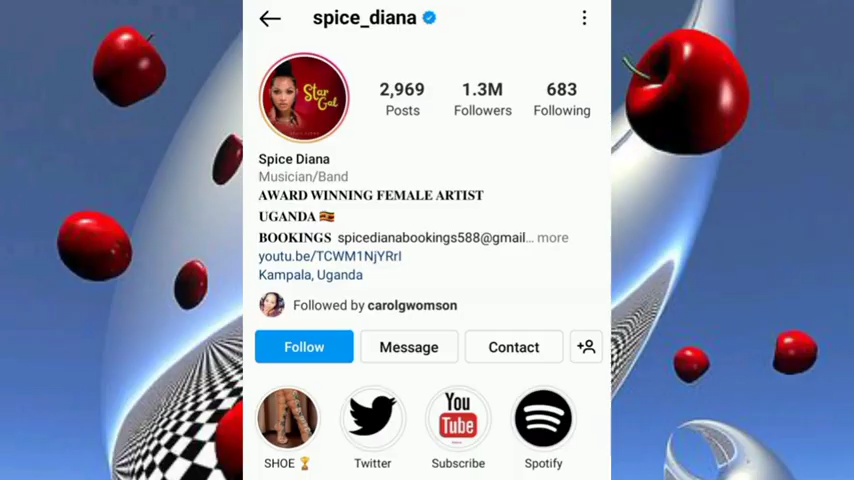 spice_diana
Star
Gal
2,969 1.3M 683
Posts Followers Following
Spice Diana
Musician/Band
AWARD WINNING FEMALE ARTIST
UGANDA 🇺🇬
BOOKINGS spicedianabookings588@gmail... more
youtu.be/TCWM1NjYRrI
Kampala, Uganda
Followed by carolgwomson
Follow Message Contact
You
Tube
SHOE 🏆 Twitter Subscribe Spotify